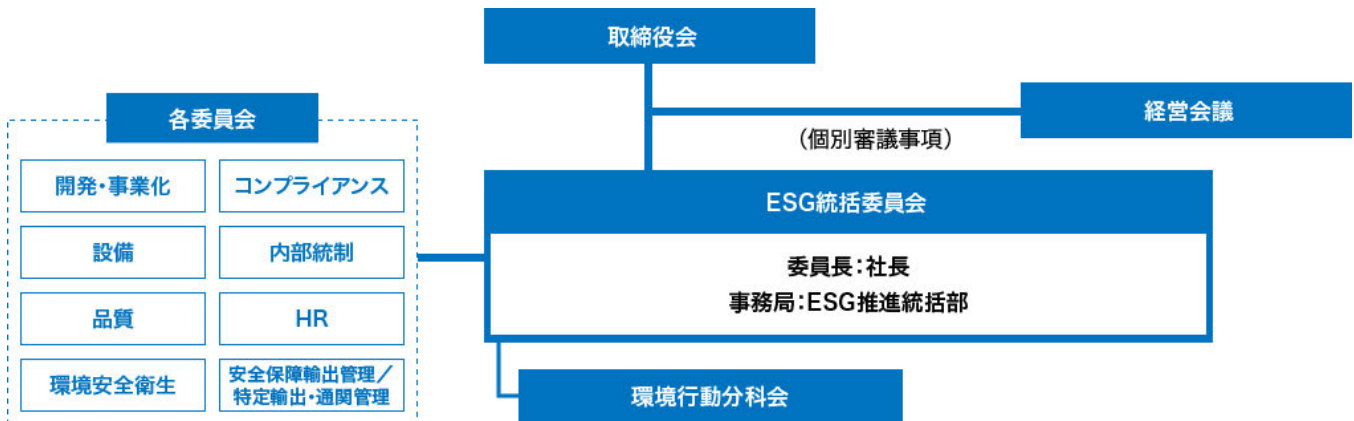 取締役会
経営会議
(個別審議事項)
ESG統括委員会
委員長:社長
事務局:ESG推進統括部
環境行動分科会
各委員会
開発・事業化
コンプライアンス
設備
内部統制
品質
HR
環境安全衛生
安全保障輸出管理/
特定輸出・通関管理